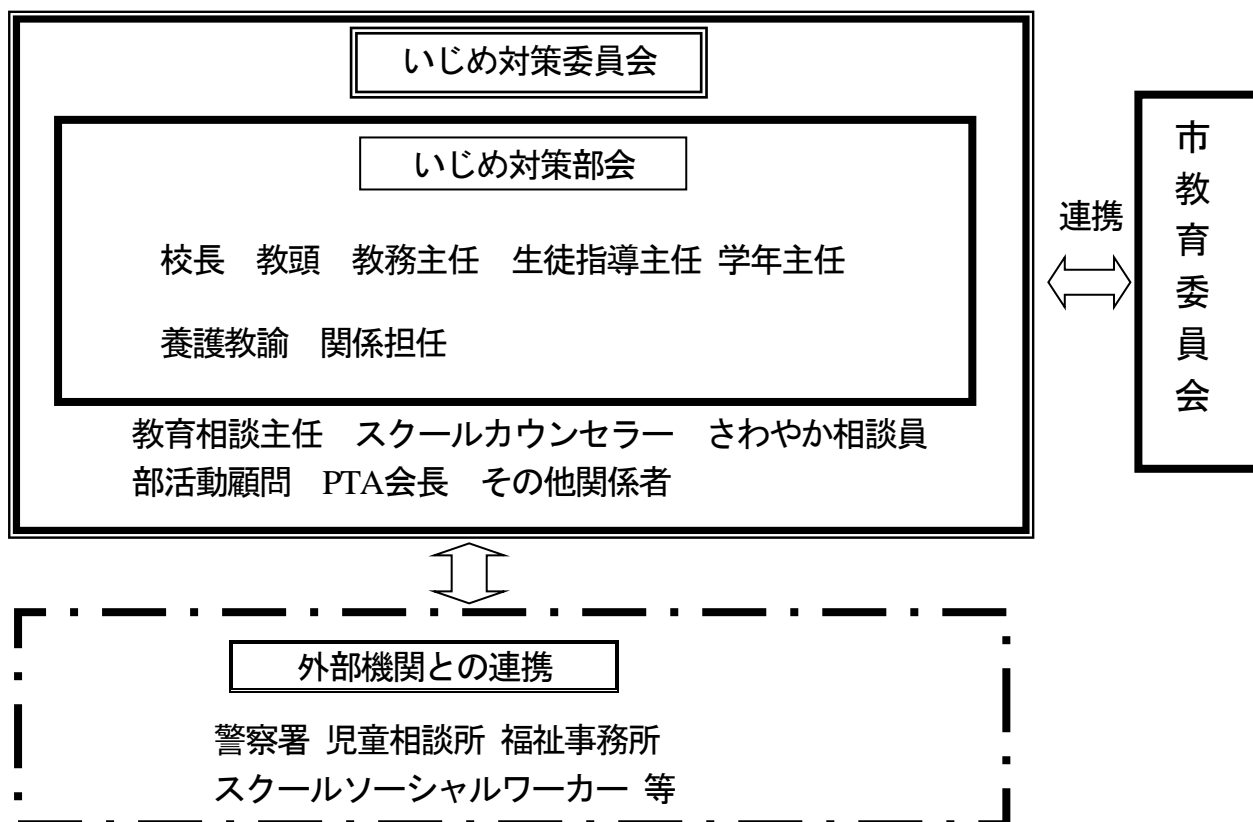 いじめ対策委員会
いじめ対策部会
校長　教頭　教務主任　生徒指導主任 学年主任
養護教諭　関係担任
教育相談主任　スクールカウンセラー　さわやか相談員
部活動顧問　PTA会長　その他関係者
連携
市教育委員会
外部機関との連携
警察署 児童相談所 福祉事務所
スクールソーシャルワーカー 等